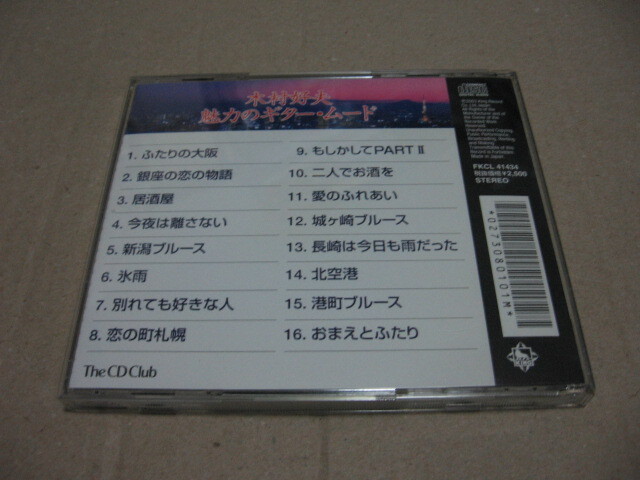 木村好夫
魅力のギター・ムード
1. ふたりの大阪
2. 銀座の恋の物語
3. 居酒屋
4. 今夜は離さない
5. 新潟ブルース
6. 氷雨
7. 別れても好きな人
8. 恋の町札幌
9. もしかしてPART Ⅱ
10. 二人でお酒を
11. 愛のふれあい
12. 城ヶ崎ブルース
13. 長崎は今日も雨だった
14. 北空港
15. 港町ブルース
16. おまえとふたり
The CD Club
FKCL 41434
税抜価格¥2,500
STEREO
*0273080101M*